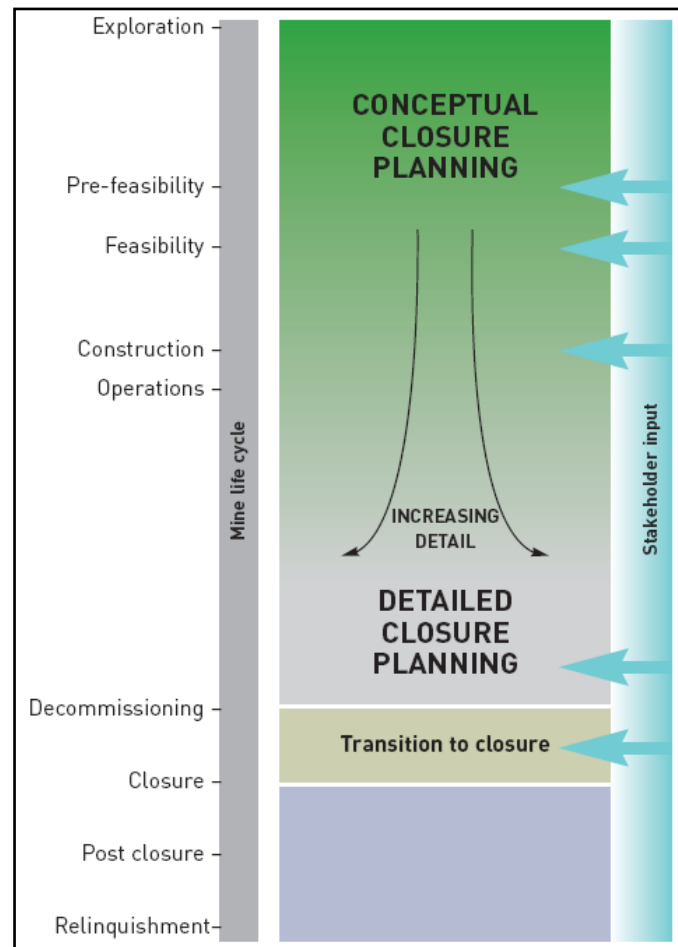 Exploration
Pre-feasibility
Feasibility
Construction
Operations
Decommissioning
Closure
Post closure
Relinquishment
Mine life cycle
CONCEPTUAL
CLOSURE
PLANNING
INCREASING
DETAIL
DETAILED
CLOSURE
PLANNING
Transition to closure
Stakeholder input